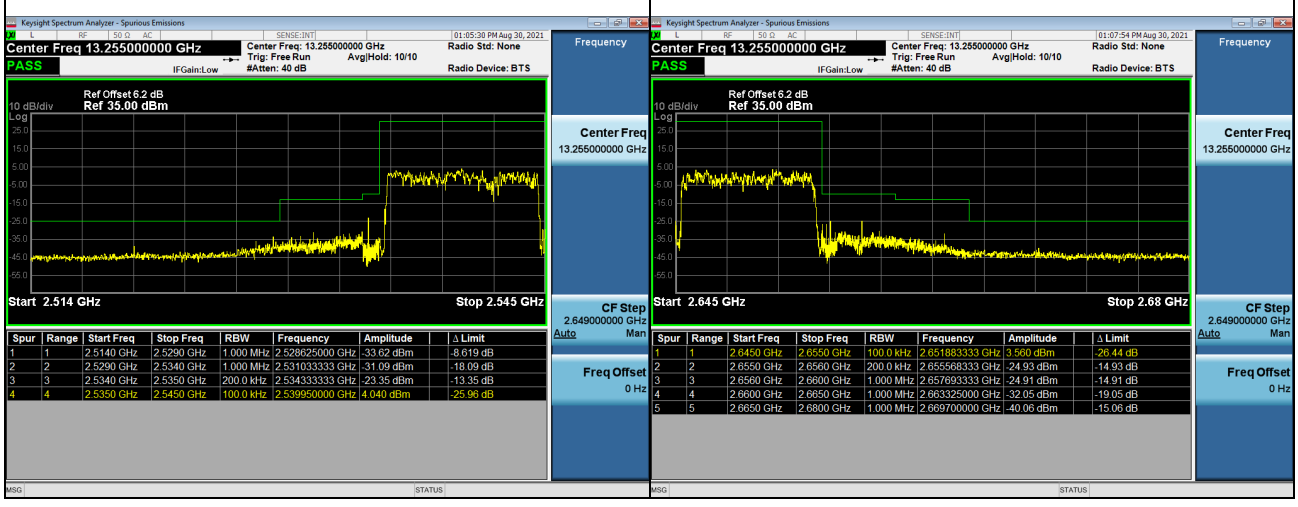 Keysight Spectrum Analyzer - Spurious Emissions
L RF 50 Ω AC SENSE:INT 01:05:30 PM Aug 30, 2021
Center Freq 13.255000000 GHz
Center Freq: 13.255000000 GHz
Radio Std: None
PASS
Trig: Free Run Avg|Hold: 10/10
IFGain:Low
#Atten: 40 dB
Radio Device: BTS
Ref Offset 6.2 dB
10 dB/div Ref 35.00 dBm
Log
25.0
15.0
5.00
-5.00
-15.0
-25.0
-35.0
-45.0
-55.0
Start 2.514 GHz Stop 2.545 GHz
Spur Range Start Freq Stop Freq RBW Frequency Amplitude Δ Limit
1 1 2.5140 GHz 2.5290 GHz 1.000 MHz 2.528625000 GHz -33.62 dBm -8.619 dB
2 2 2.5290 GHz 2.5340 GHz 1.000 MHz 2.531033333 GHz -31.09 dBm -18.09 dB
3 3 2.5340 GHz 2.5350 GHz 200.0 kHz 2.534333333 GHz -23.35 dBm -13.35 dB
4 4 2.5350 GHz 2.5450 GHz 100.0 kHz 2.539950000 GHz 4.040 dBm -25.96 dB
MSG STATUS
Frequency
Center Freq
13.255000000 GHz
CF Step
2.649000000 GHz
Auto Man
Freq Offset
0 Hz
Keysight Spectrum Analyzer - Spurious Emissions
L RF 50 Ω AC SENSE:INT 01:07:54 PM Aug 30, 2021
Center Freq 13.255000000 GHz
Center Freq: 13.255000000 GHz
Radio Std: None
PASS
Trig: Free Run Avg|Hold: 10/10
IFGain:Low
#Atten: 40 dB
Radio Device: BTS
Ref Offset 6.2 dB
10 dB/div Ref 35.00 dBm
Log
25.0
15.0
5.00
-5.00
-15.0
-25.0
-35.0
-45.0
-55.0
Start 2.645 GHz Stop 2.68 GHz
Spur Range Start Freq Stop Freq RBW Frequency Amplitude Δ Limit
1 1 2.6450 GHz 2.6550 GHz 100.0 kHz 2.651883333 GHz 3.560 dBm -26.44 dB
2 2 2.6550 GHz 2.6560 GHz 200.0 kHz 2.655568333 GHz -24.93 dBm -14.93 dB
3 3 2.6560 GHz 2.6600 GHz 1.000 MHz 2.657693333 GHz -24.91 dBm -14.91 dB
4 4 2.6600 GHz 2.6650 GHz 1.000 MHz 2.663325000 GHz -32.05 dBm -19.05 dB
5 5 2.6650 GHz 2.6800 GHz 1.000 MHz 2.669700000 GHz -40.06 dBm -15.06 dB
MSG STATUS
Frequency
Center Freq
13.255000000 GHz
CF Step
2.649000000 GHz
Auto Man
Freq Offset
0 Hz